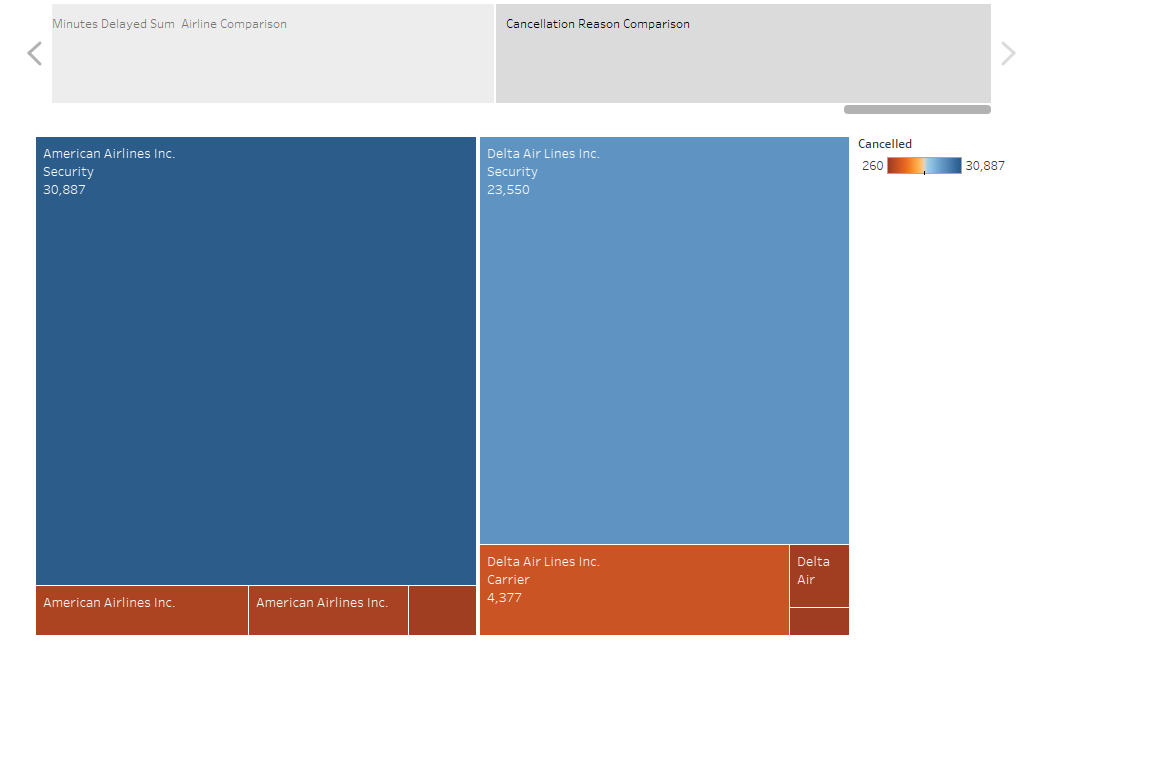 Minutes Delayed Sum  Airline Comparison
Cancellation Reason Comparison
American Airlines Inc.
Security
30,887
Delta Air Lines Inc.
Security
23,550
Cancelled
260 30,887
Delta Air Lines Inc.
Carrier
4,377
Delta
Air
American Airlines Inc.
American Airlines Inc.